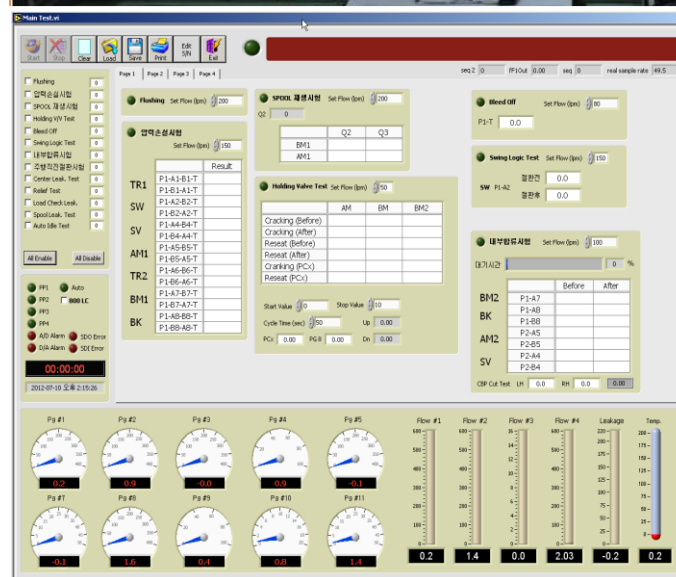 Main Test.vi
Start Stop Clear Load Save Print Edit S/N Exit
Page 1 Page 2 Page 3 Page 4
seq 2 0 fF1Out 0.00 seq 0 real sample rate 49.5
Flushing 0
압력손실시험 0
SPOOL 재생시험 0
Holding V/V Test 0
Bleed Off 0
Swing Logic Test 0
내부합류시험 0
주행직진절환시험 0
Center Leak. Test 0
Relief Test 0
Load Check Leak. 0
Spool Leak. Test 0
Auto Idle Test 0
All Enable All Disable
PP1 Auto
PP2 800 LC
PP3
PP4
A/D Alarm SDO Error
D/A Alarm SDI Error
00:00:00
2012-07-10 오후 2:15:26
Flushing Set Flow (lpm) 200
압력손실시험
Set Flow (lpm) 150
Result
TR1 P1-A1-B1-T
P1-B1-A1-T
SW P1-A2-B2-T
P1-B2-A2-T
SV P1-A4-B4-T
P1-B4-A4-T
AM1 P1-A5-B5-T
P1-B5-A5-T
TR2 P1-A6-B6-T
P1-B6-A6-T
BM1 P1-A7-B7-T
P1-B7-A7-T
BK P1-A8-B8-T
P1-B8-A8-T
SPOOL 재생시험 Set Flow (lpm) 200
Q2 0
Q2 Q3
BM1
AM1
Holding Valve Test Set Flow (lpm) 50
AM BM BM2
Cracking (Before)
Cracking (After)
Reseat (Before)
Reseat (After)
Cranking (PCx)
Reseat (PCx)
Start Value 0 Stop Value 10
Cycle Time (sec) 50 Up 0.00
PCx 0.00 PG 8 0.00 Dn 0.00
Bleed Off Set Flow (lpm) 80
P1-T 0.0
Swing Logic Test Set Flow (lpm) 150
절환전 0.0
SW P1-A2
절환후 0.0
내부합류시험 Set Flow (lpm) 100
대기시간 0 %
Before After
BM2 P1-A7
BK P1-A8
P1-B8
AM2 P2-A5
P2-B5
SV P2-A4
P2-B4
CBP Cut Test LH 0.0 RH 0.0 0.00
Pg #1 Pg #2 Pg #3 Pg #4 Pg #5
0.2 0.9 -0.0 0.9 -0.1
Pg #7 Pg #8 Pg #9 Pg #10 Pg #11
-0.1 1.6 0.4 0.8 1.4
Flow #1 Flow #2 Flow #3 Flow #4 Leakage Temp.
0.2 1.4 0.0 2.03 -0.2 0.2